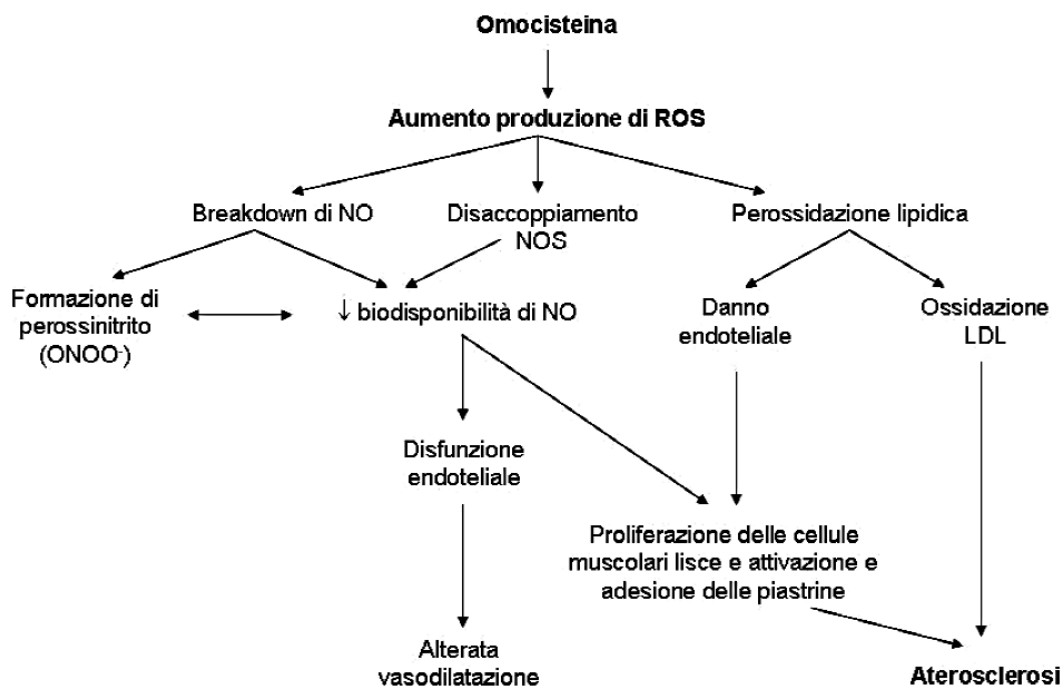 Omocisteina
Aumento produzione di ROS
Breakdown di NO
Disaccoppiamento
NOS
Perossidazione lipidica
Formazione di
perossinitrito
(ONOO-)
↓ biodisponibilità di NO
Danno
endoteliale
Ossidazione
LDL
Disfunzione
endoteliale
Proliferazione delle cellule
muscolari lisce e attivazione e
adesione delle piastrine
Alterata
vasodilatazione
Aterosclerosi